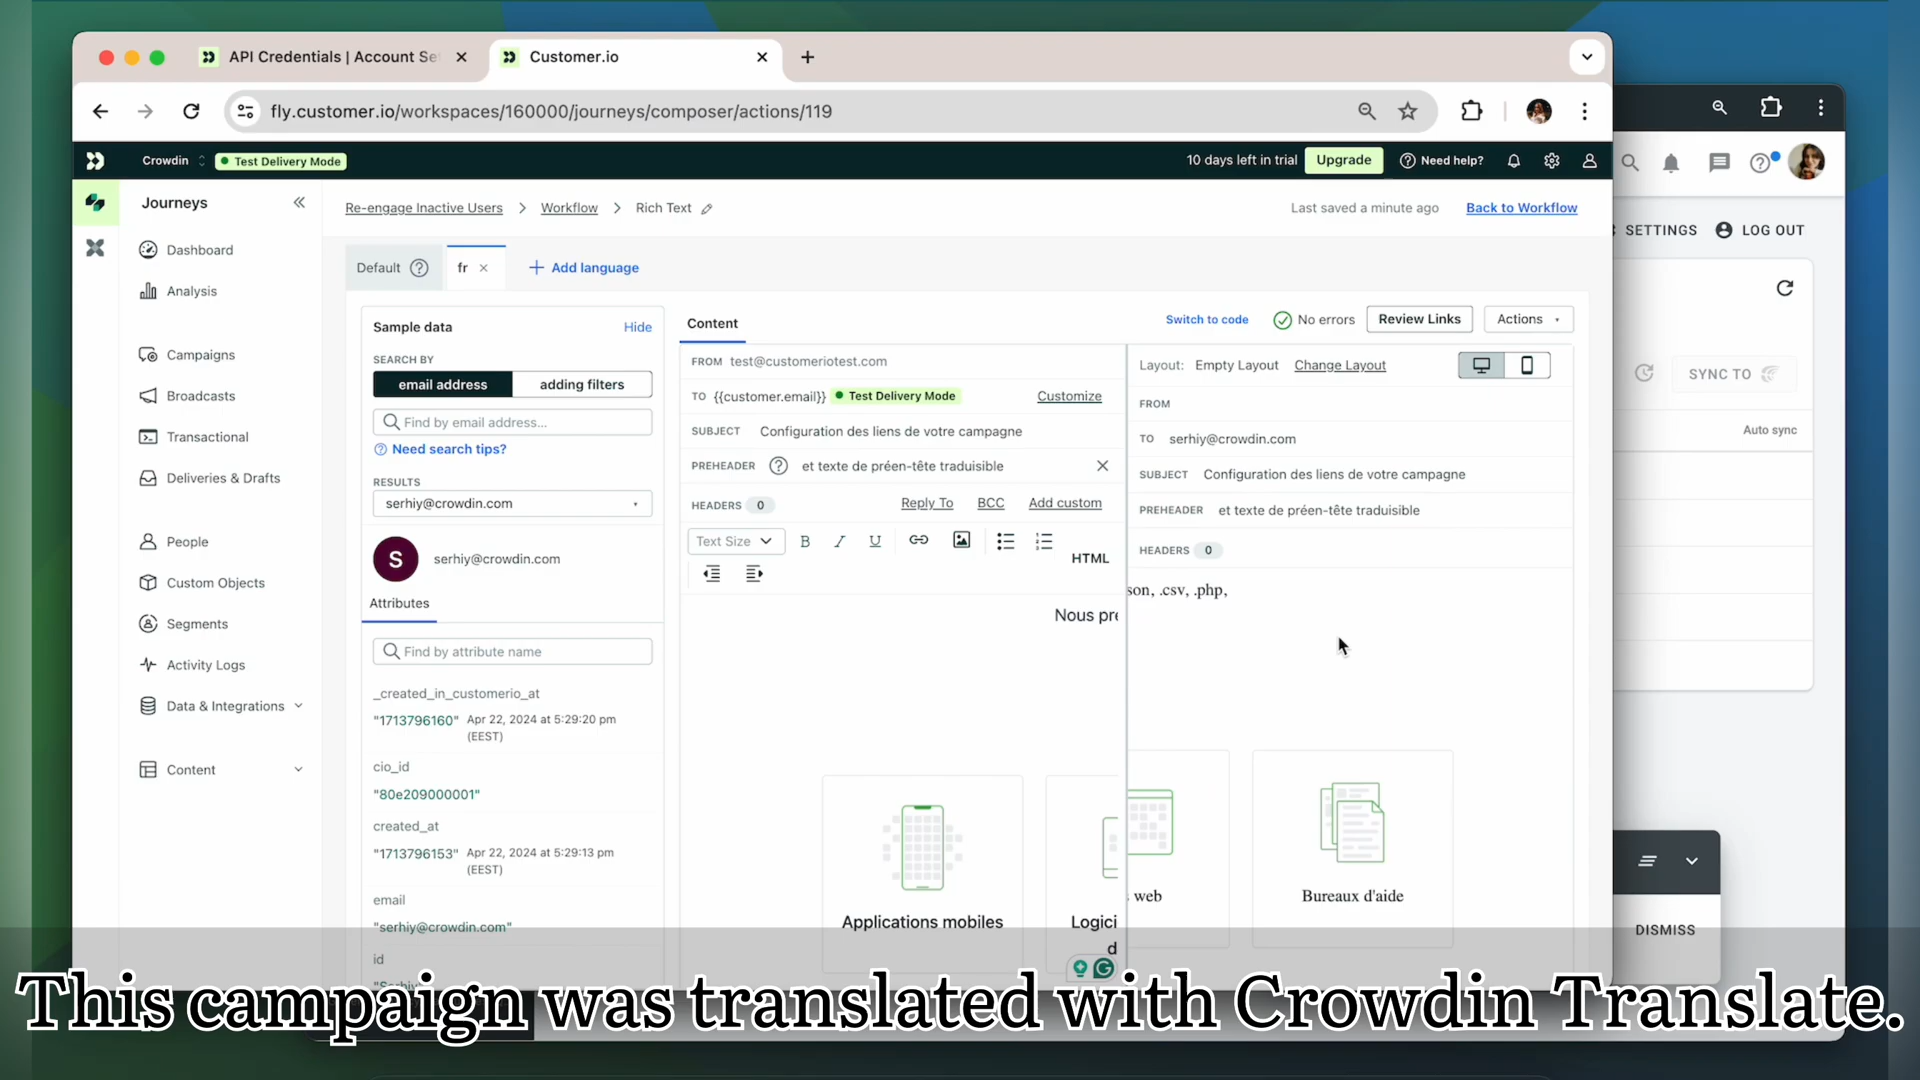 API Credentials | Account Se
Customer.io
fly.customer.io/workspaces/160000/journeys/composer/actions/119
Crowdin
Test Delivery Mode
10 days left in trial
Upgrade
Need help?
Journeys
Dashboard
Analysis
Campaigns
Broadcasts
Transactional
Deliveries & Drafts
People
Custom Objects
Segments
Activity Logs
Data & Integrations
Content
Re-engage Inactive Users > Workflow > Rich Text
Last saved a minute ago
Back to Workflow
Default
fr
Add language
Sample data
Hide
SEARCH BY
email address
adding filters
Find by email address...
Need search tips?
RESULTS
serhiy@crowdin.com
S
serhiy@crowdin.com
Attributes
Find by attribute name
_created_in_customerio_at
"1713796160" Apr 22, 2024 at 5:29:20 pm
(EEST)
cio_id
"80e209000001"
created_at
"1713796153" Apr 22, 2024 at 5:29:13 pm
(EEST)
email
"serhiy@crowdin.com"
id
Content
Switch to code
No errors
Review Links
Actions
FROM test@customeriotest.com
TO {{customer.email}} Test Delivery Mode
Customize
SUBJECT Configuration des liens de votre campagne
PREHEADER et texte de préen-tête traduisible
HEADERS 0
Reply To
BCC
Add custom
Text Size
B
I
U
HTML
Nous pre
Applications mobiles
Logici
d
Layout: Empty Layout Change Layout
FROM
TO serhiy@crowdin.com
SUBJECT Configuration des liens de votre campagne
PREHEADER et texte de préen-tête traduisible
HEADERS 0
son, .csv, .php,
web
Bureaux d'aide
SETTINGS
LOG OUT
SYNC TO
Auto sync
DISMISS
This campaign was translated with Crowdin Translate.